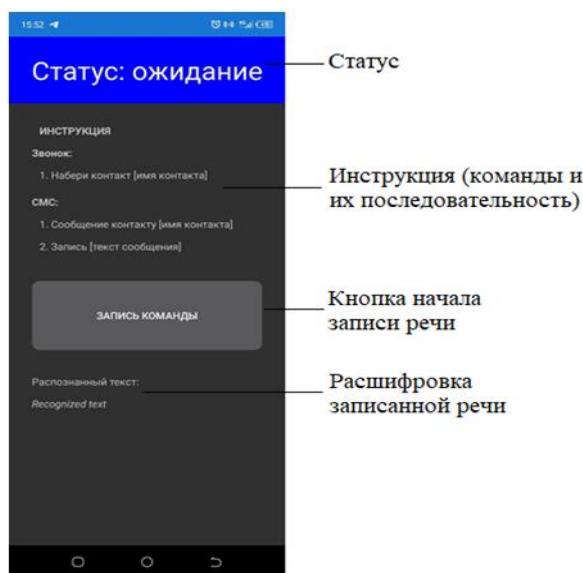 15:52
Статус: ожидание
Статус
ИНСТРУКЦИЯ
Звонок:
1. Набери контакт [имя контакта]
СМС:
1. Сообщение контакту [имя контакта]
2. Запись [текст сообщения]
Инструкция (команды и
их последовательность)
ЗАПИСЬ КОМАНДЫ
Кнопка начала
записи речи
Распознанный текст:
Recognized text
Расшифровка
записанной речи